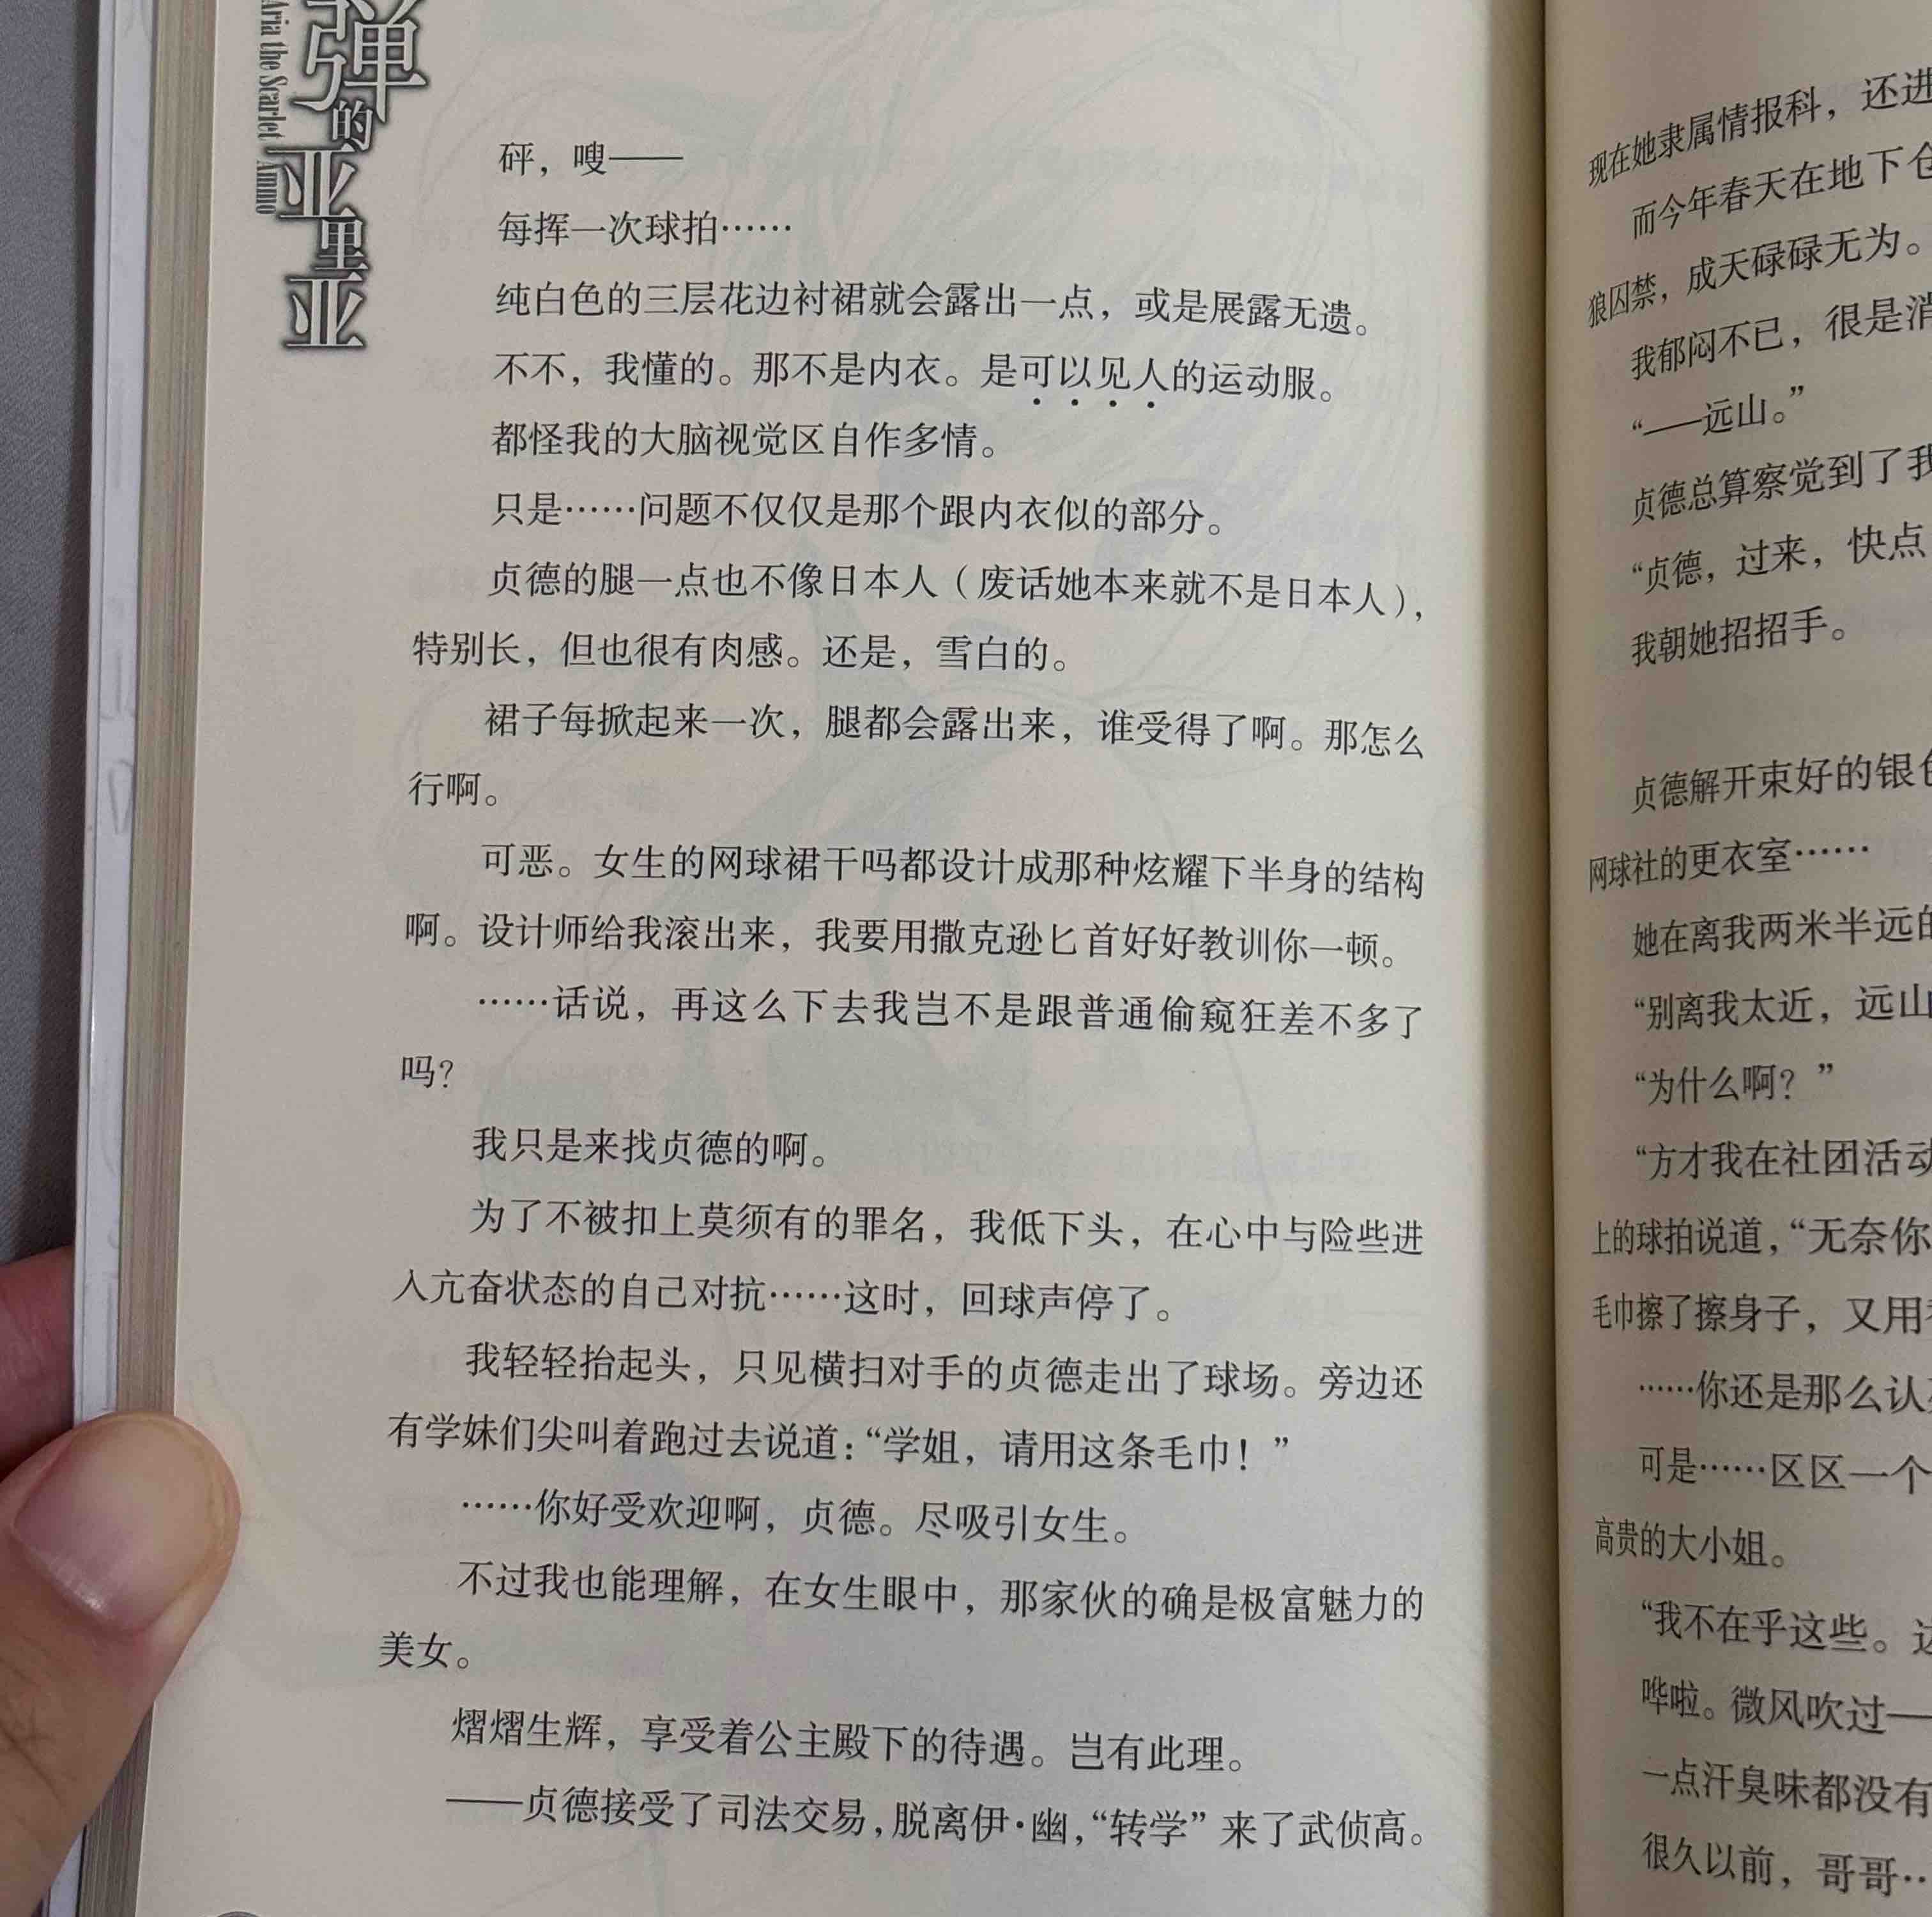 弹的亚里亚
Aria the Scarlet Ammo
砰，嗖——
每挥一次球拍……
纯白色的三层花边衬裙就会露出一点，或是展露无遗。
不不，我懂的。那不是内衣。是可以见人的运动服。
都怪我的大脑视觉区自作多情。
只是……问题不仅仅是那个跟内衣似的部分。
贞德的腿一点也不像日本人（废话她本来就不是日本人），
特别长，但也很有肉感。还是，雪白的。
裙子每掀起来一次，腿都会露出来，谁受得了啊。那怎么
行啊。
可恶。女生的网球裙干吗都设计成那种炫耀下半身的结构
啊。设计师给我滚出来，我要用撒克逊匕首好好教训你一顿。
……话说，再这么下去我岂不是跟普通偷窥狂差不多了
吗？
我只是来找贞德的啊。
为了不被扣上莫须有的罪名，我低下头，在心中与险些进
入亢奋状态的自己对抗……这时，回球声停了。
我轻轻抬起头，只见横扫对手的贞德走出了球场。旁边还
有学妹们尖叫着跑过去说道：“学姐，请用这条毛巾！”
……你好受欢迎啊，贞德。尽吸引女生。
不过我也能理解，在女生眼中，那家伙的确是极富魅力的
美女。
熠熠生辉，享受着公主殿下的待遇。岂有此理。
——贞德接受了司法交易，脱离伊·幽，“转学”来了武侦高。
现在她隶属情报科，还进
而今年春天在地下
狼囚禁，成天碌碌无为。
我郁闷不已，很是消
“——远山。”
贞德总算察觉到了我
“贞德，过来，快点
我朝她招招手。
贞德解开束好的银色
网球社的更衣室……
她在离我两米半远的
“别离我太近，远山
“为什么啊？”
“方才我在社团活动
上的球拍说道，“无奈你
毛巾擦了擦身子，又用
……你还是那么认
可是……区区一个
高贵的大小姐。
“我不在乎这些。
哗啦。微风吹过—
一点汗臭味都没有
很久以前，哥哥…